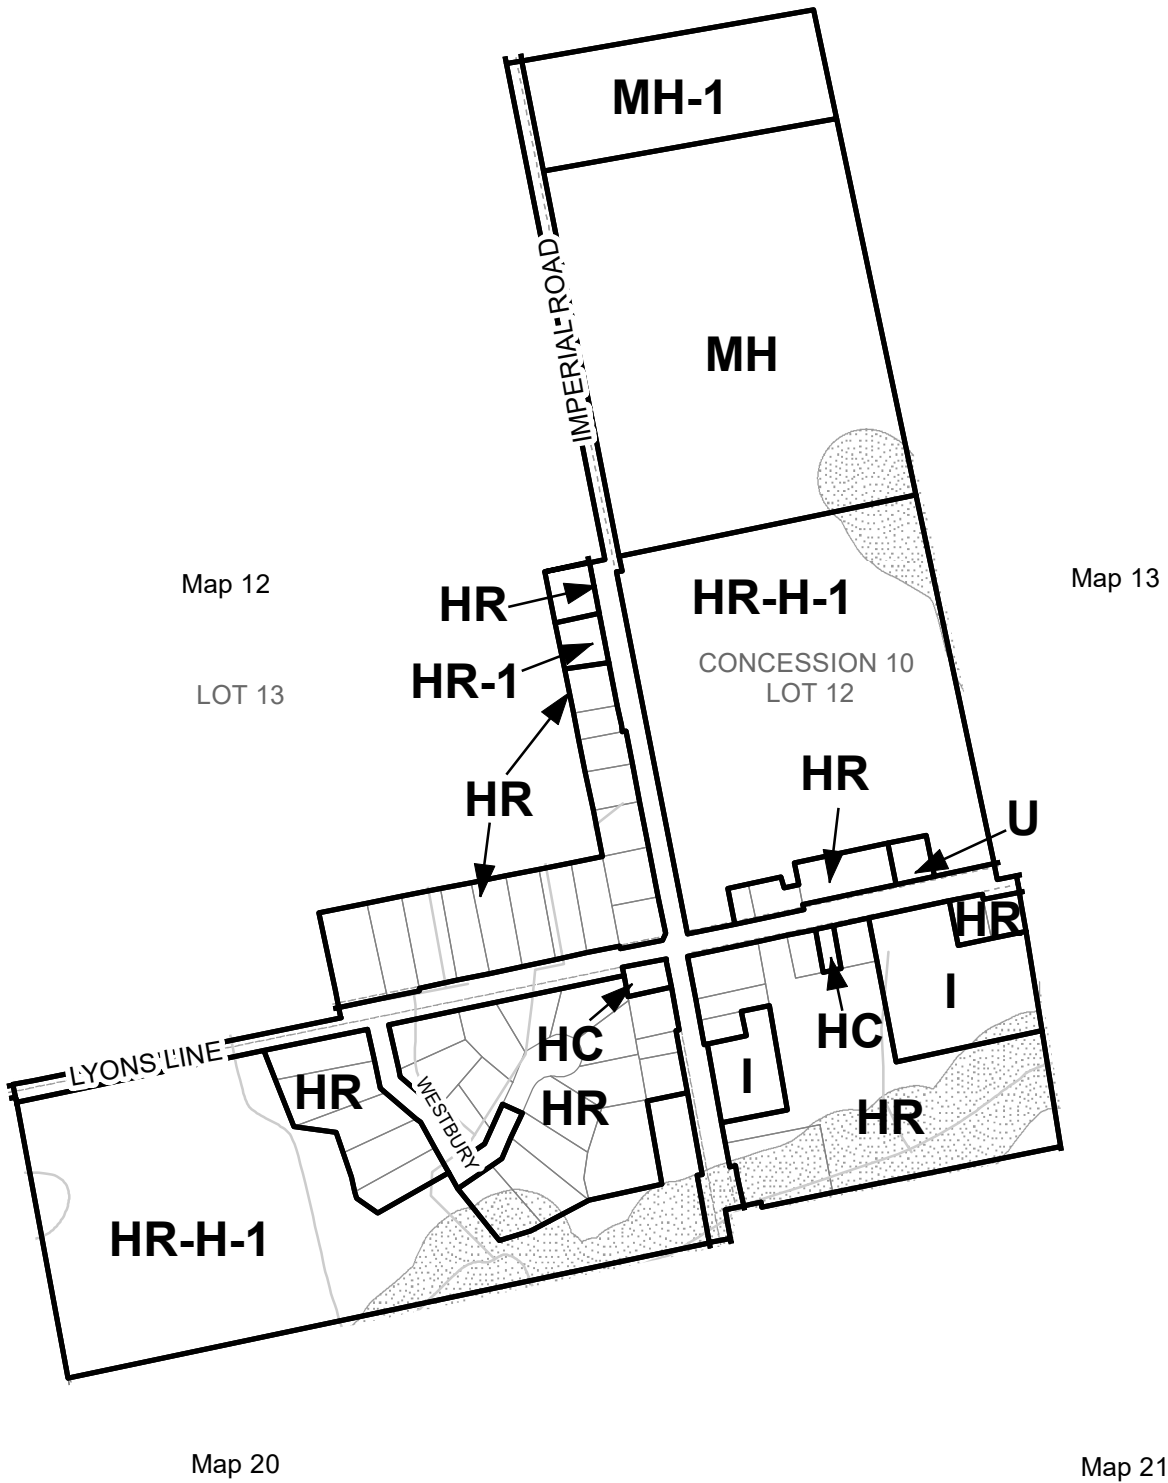 MH-1
IMPERIAL ROAD
MH
Map 12
Map 13
HR
HR-H-1
HR-1
CONCESSION 10
LOT 12
LOT 13
HR
HR
U
HR
I
HC
HC
LYONS LINE
HR
WESTBURY
HR
I
HR
HR-H-1
Map 20
Map 21